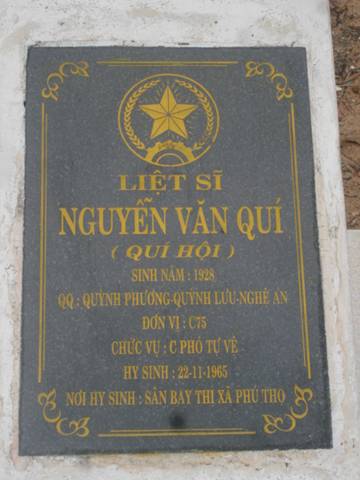 LIỆT SĨ
NGUYỄN VĂN QUÍ
( QUÍ HỘI )
SINH NĂM : 1928
QQ : QUỲNH PHƯƠNG-QUỲNH LƯU-NGHỆ AN
ĐƠN VỊ : C75
CHỨC VỤ : C PHÓ TỰ VỆ
HY SINH : 22-11-1965
NƠI HY SINH : SÂN BAY THỊ XÃ PHÚ THỌ